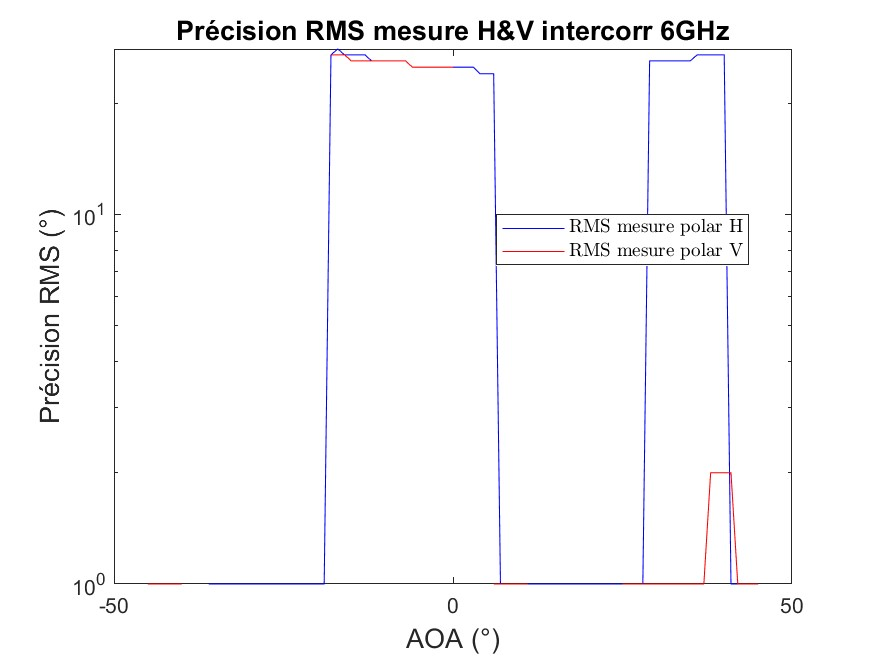 Précision RMS mesure H&V intercorr 6GHz
Précision RMS (°)
10^1
10^0
RMS mesure polar H
RMS mesure polar V
-50 0 50
AOA (°)